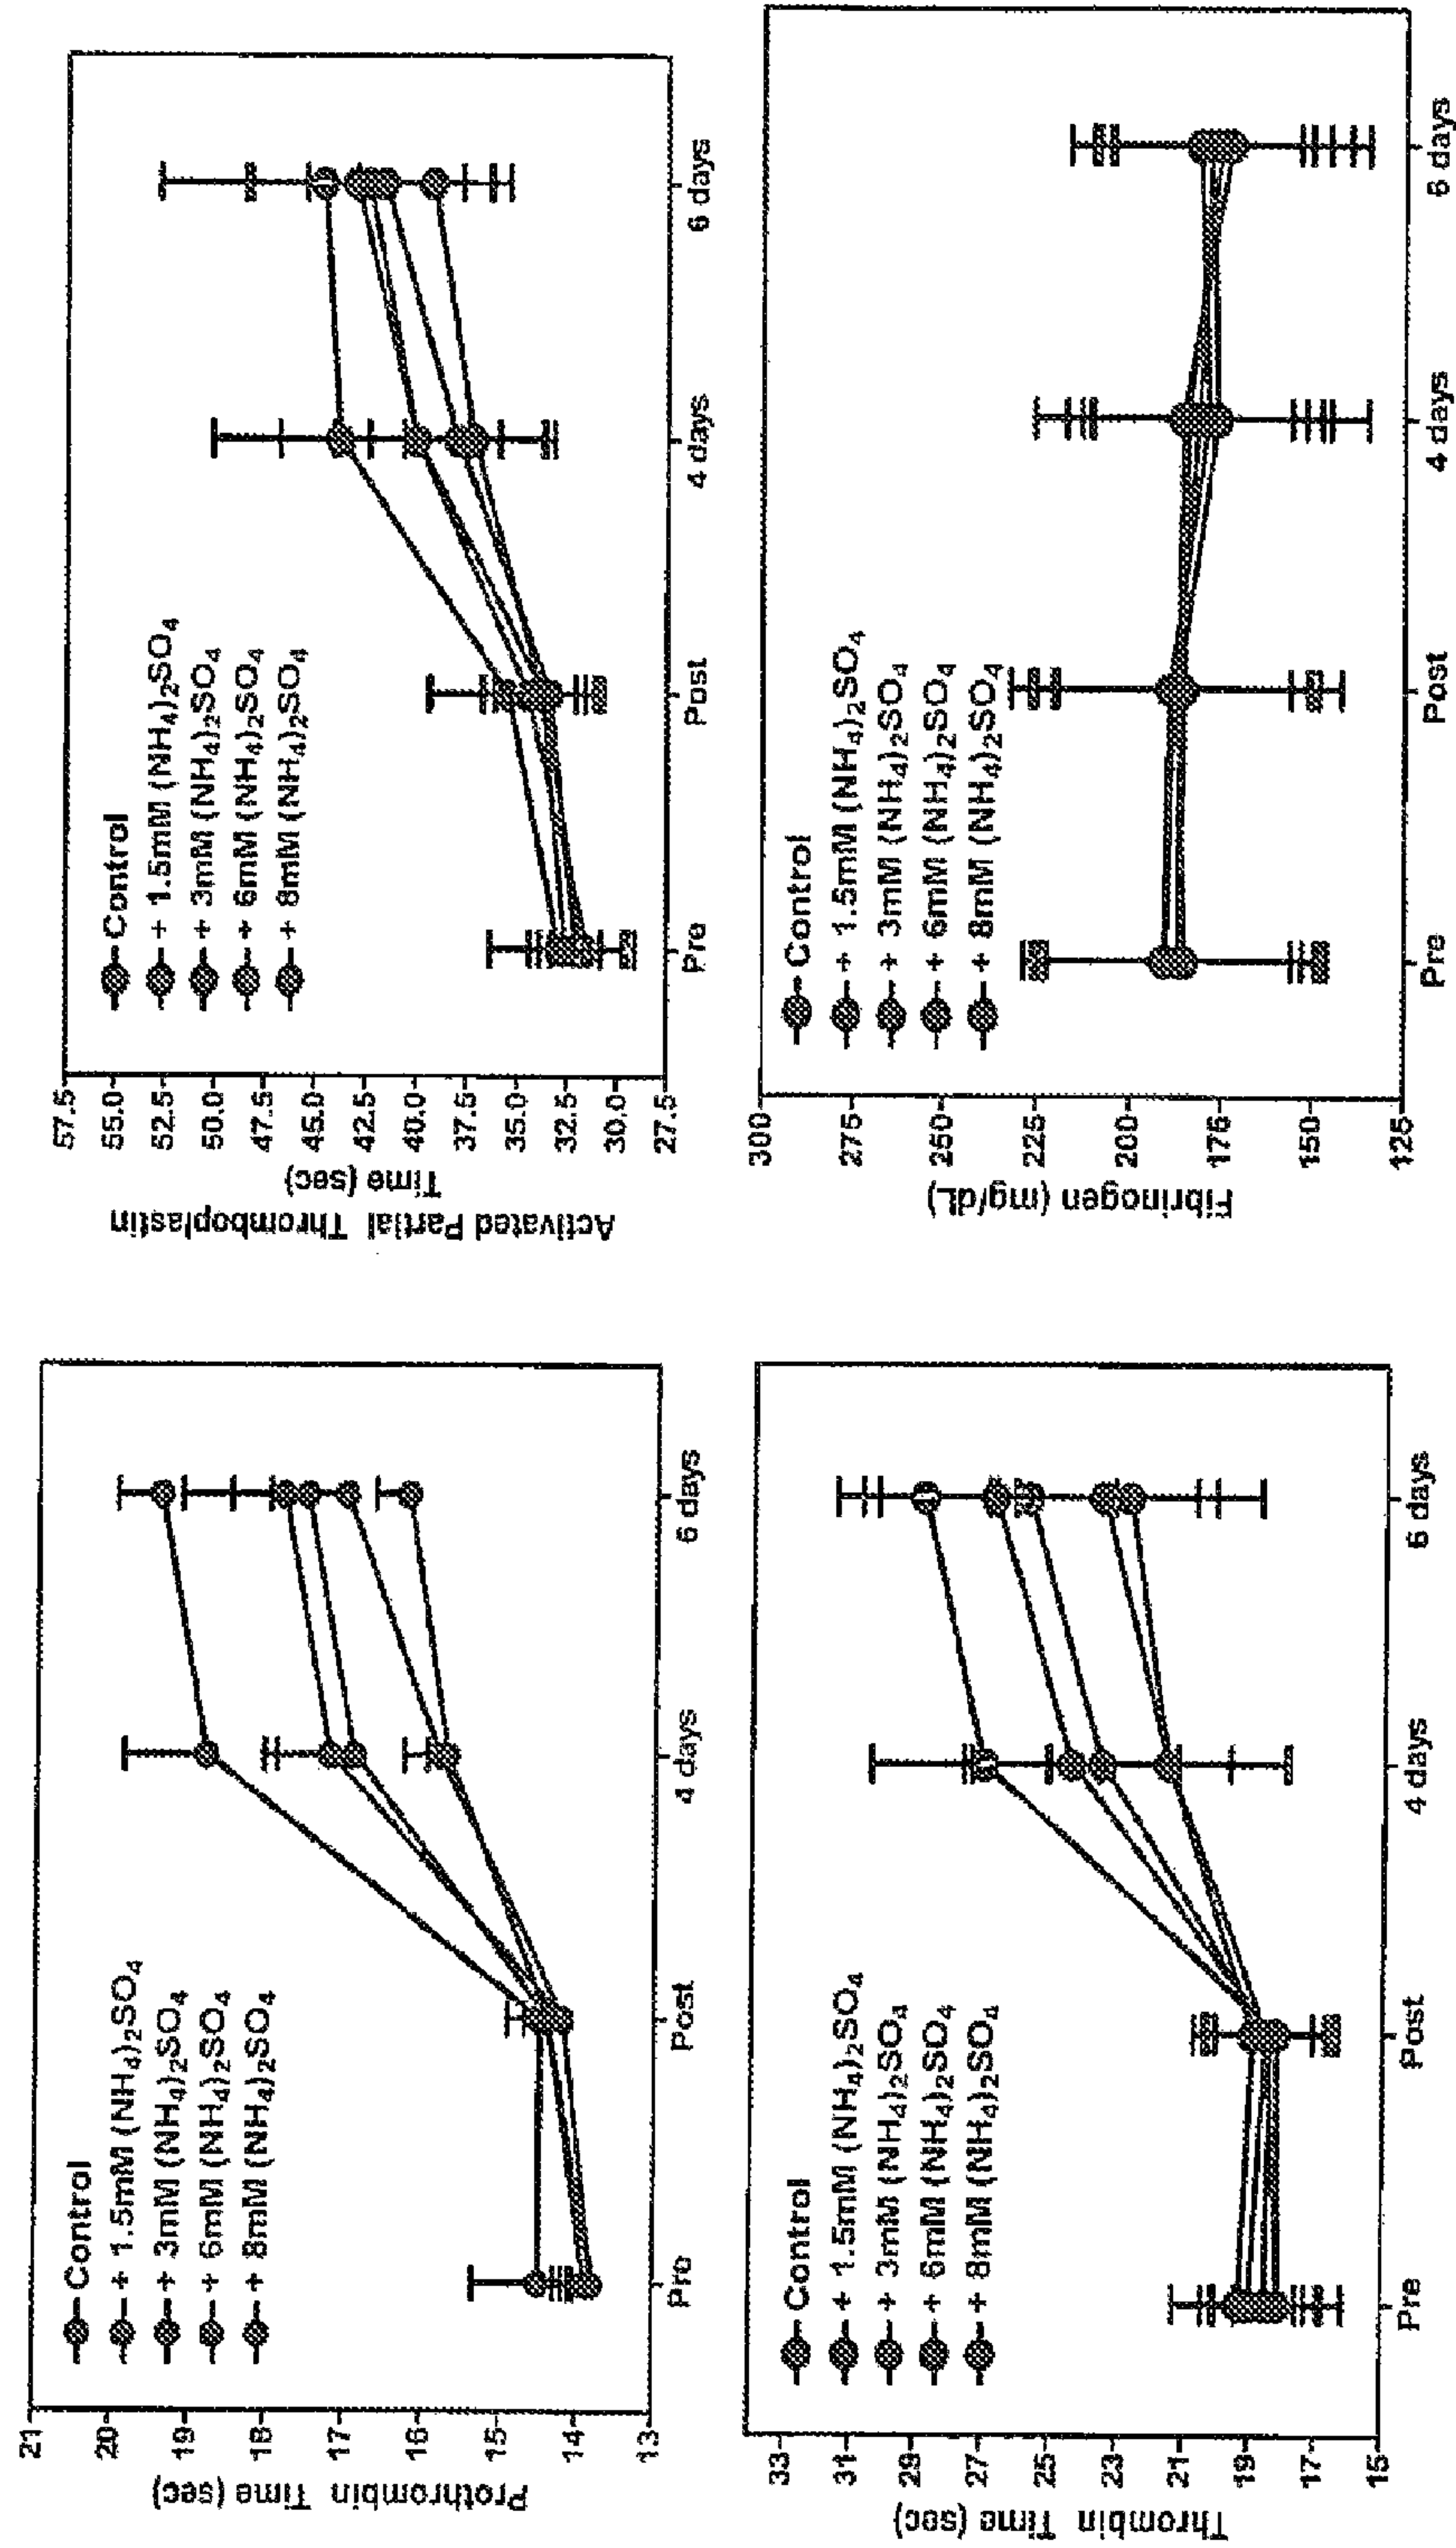 Prothrombin Time (sec)
21
20
19
18
17
16
15
14
13
Control
+ 1.5mM (NH4)2SO4
+ 3mM (NH4)2SO4
+ 6mM (NH4)2SO4
+ 8mM (NH4)2SO4
Pre
Post
4 days
6 days
Activated Partial Thromboplastin
Time (sec)
57.5
55.0
52.5
50.0
47.5
45.0
42.5
40.0
37.5
35.0
32.5
30.0
27.5
Control
+ 1.5mM (NH4)2SO4
+ 3mM (NH4)2SO4
+ 6mM (NH4)2SO4
+ 8mM (NH4)2SO4
Pre
Post
4 days
6 days
Thrombin Time (sec)
33
31
29
27
25
23
21
19
17
15
Control
+ 1.5mM (NH4)2SO4
+ 3mM (NH4)2SO4
+ 6mM (NH4)2SO4
+ 8mM (NH4)2SO4
Pre
Post
4 days
6 days
Fibrinogen (mg/dL)
300
275
250
225
200
175
150
125
Control
+ 1.5mM (NH4)2SO4
+ 3mM (NH4)2SO4
+ 6mM (NH4)2SO4
+ 8mM (NH4)2SO4
Pre
Post
4 days
6 days